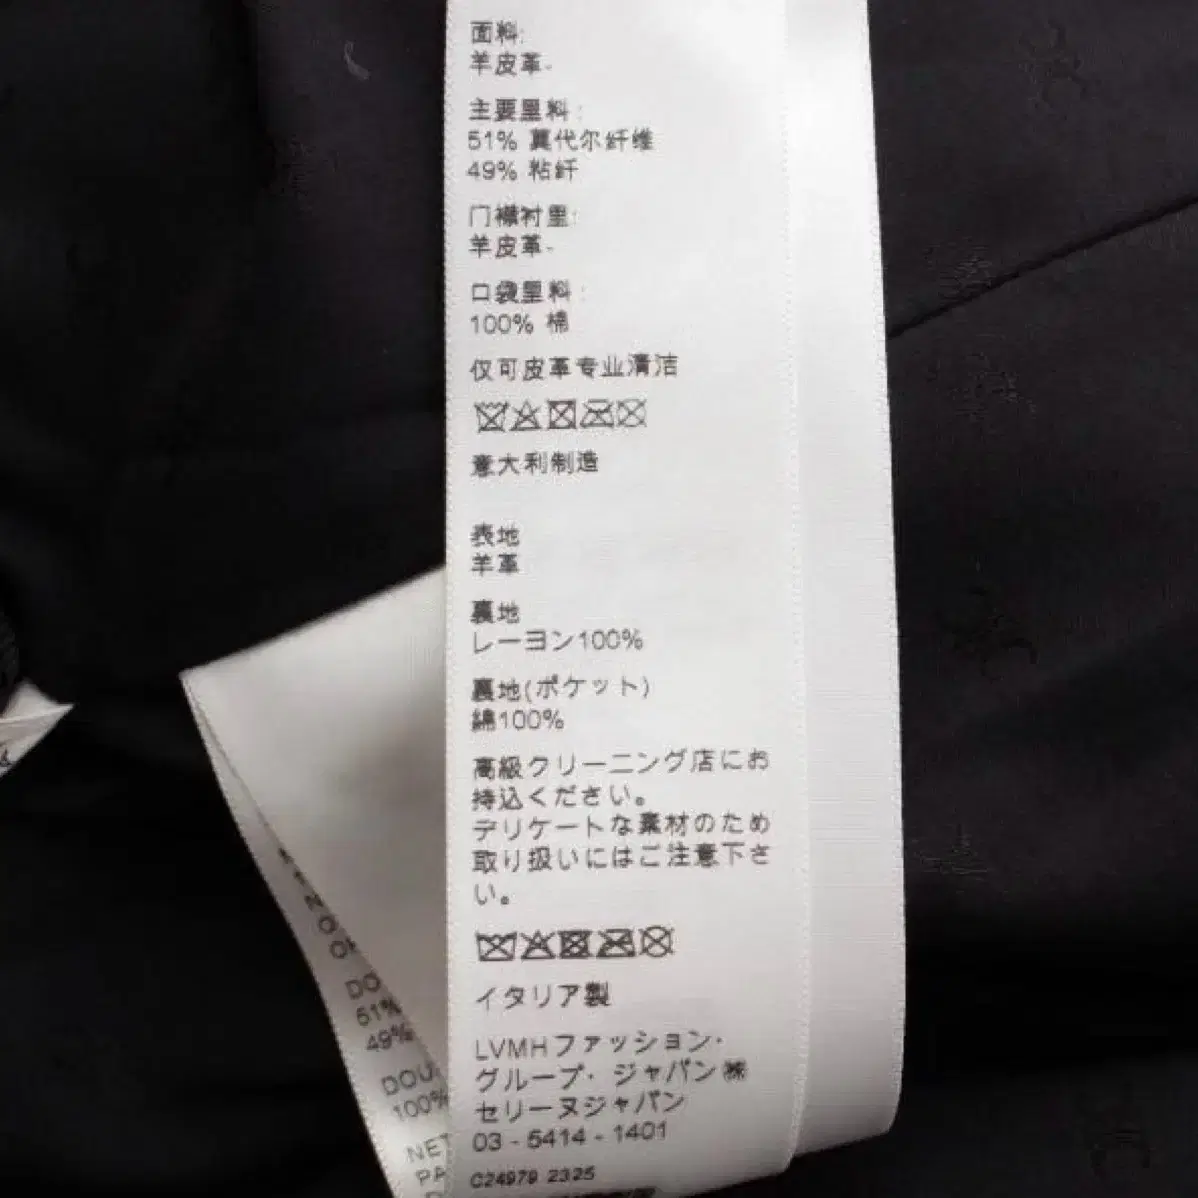 面料:
羊皮革-
主要里料:
51% 莫代尔纤维
49% 粘纤
门襟衬里:
羊皮革-
口袋里料:
100% 棉
仅可皮革专业清洁
意大利制造
表地
羊革
裏地
レーヨン100%
裏地(ポケット)
綿100%
高級クリーニング店にお
持込ください。
デリケートな素材のため
取り扱いにはご注意下さ
い。
イタリア製
LVMHファッション・
グループ・ジャパン㈱
セリーヌジャパン
03-5414-1401
C24979 2325
DO
51%
49%
DOU
100%
NET
PA